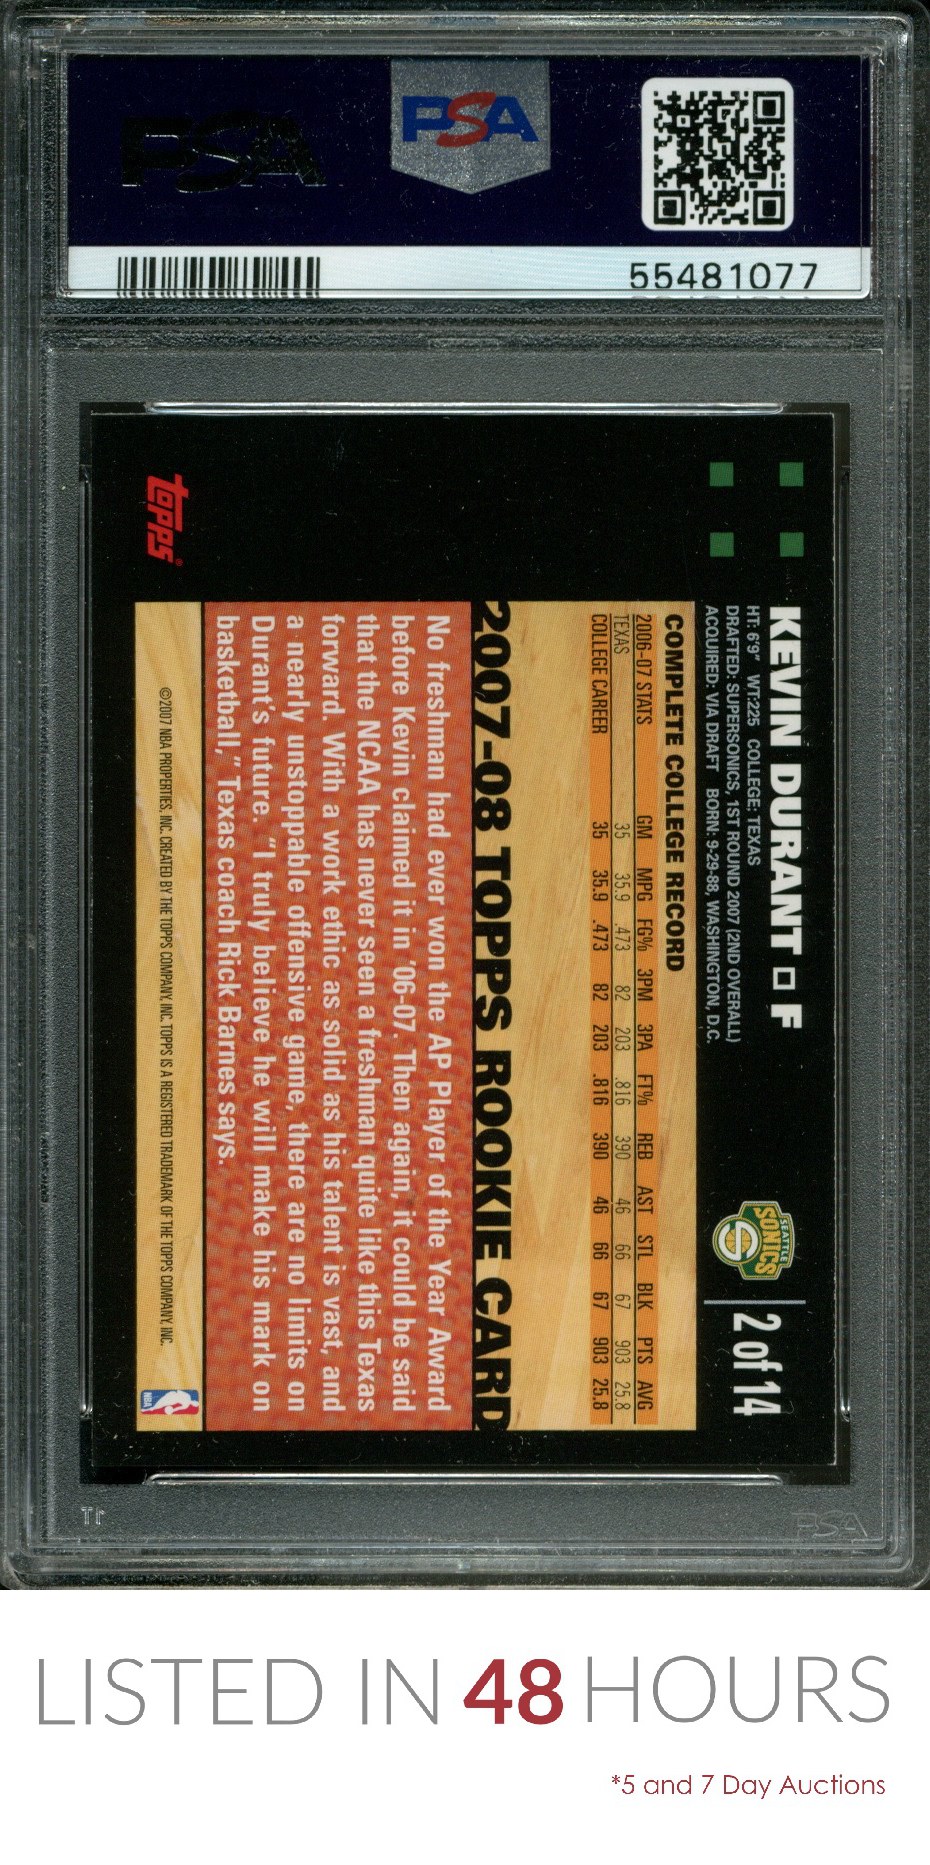 PSA
PSA
55481077
KEVIN DURANT □ F
HT: 6'9" WT:225 COLLEGE: TEXAS
DRAFTED: SUPERSONICS, 1ST ROUND 2007 (2ND OVERALL)
ACQUIRED: VIA DRAFT BORN: 9-29-88, WASHINGTON, D.C.
SEATTLE
SONICS
2 of 14
COMPLETE COLLEGE RECORD
2006-07 STATS GM MPG FG% 3PM 3PA FT% REB AST STL BLK PTS AVG
TEXAS 35 35.9 .473 82 203 .816 390 46 66 67 903 25.8
COLLEGE CAREER 35 35.9 .473 82 203 .816 390 46 66 67 903 25.8
2007-08 TOPPS ROOKIE CARD
No freshman had ever won the AP Player of the Year Award
before Kevin claimed it in '06-07. Then again, it could be said
that the NCAA has never seen a freshman quite like this Texas
forward. With a work ethic as solid as his talent is vast, and
a nearly unstoppable offensive game, there are no limits on
Durant's future. "I truly believe he will make his mark on
basketball," Texas coach Rick Barnes says.
©2007 NBA PROPERTIES, INC. CREATED BY THE TOPPS COMPANY, INC. TOPPS IS A REGISTERED TRADEMARK OF THE TOPPS COMPANY, INC.
NBA
topps®
PSA
LISTED IN 48 HOURS
*5 and 7 Day Auctions